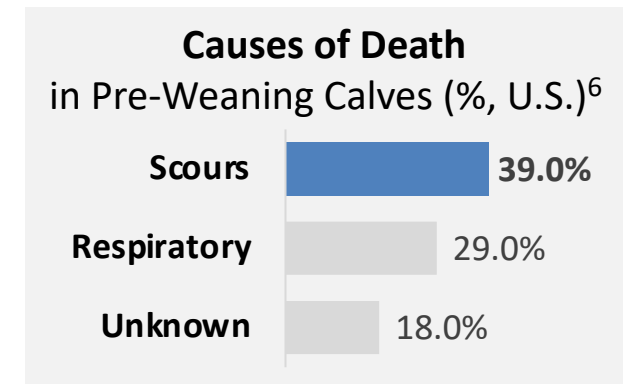 Causes of Death
in Pre-Weaning Calves (%, U.S.)⁶
Scours 39.0%
Respiratory 29.0%
Unknown 18.0%